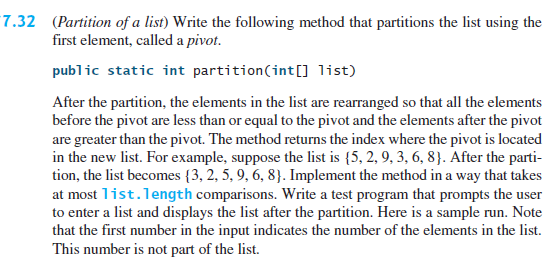 7.32 (Partition of a list) Write the following method that partitions the list using the
first element, called a pivot.
public static int partition(int[] list)
After the partition, the elements in the list are rearranged so that all the elements
before the pivot are less than or equal to the pivot and the elements after the pivot
are greater than the pivot. The method returns the index where the pivot is located
in the new list. For example, suppose the list is {5, 2, 9, 3, 6, 8}. After the parti-
tion, the list becomes {3, 2, 5, 9, 6, 8}. Implement the method in a way that takes
at most list.length comparisons. Write a test program that prompts the user
to enter a list and displays the list after the partition. Here is a sample run. Note
that the first number in the input indicates the number of the elements in the list.
This number is not part of the list.